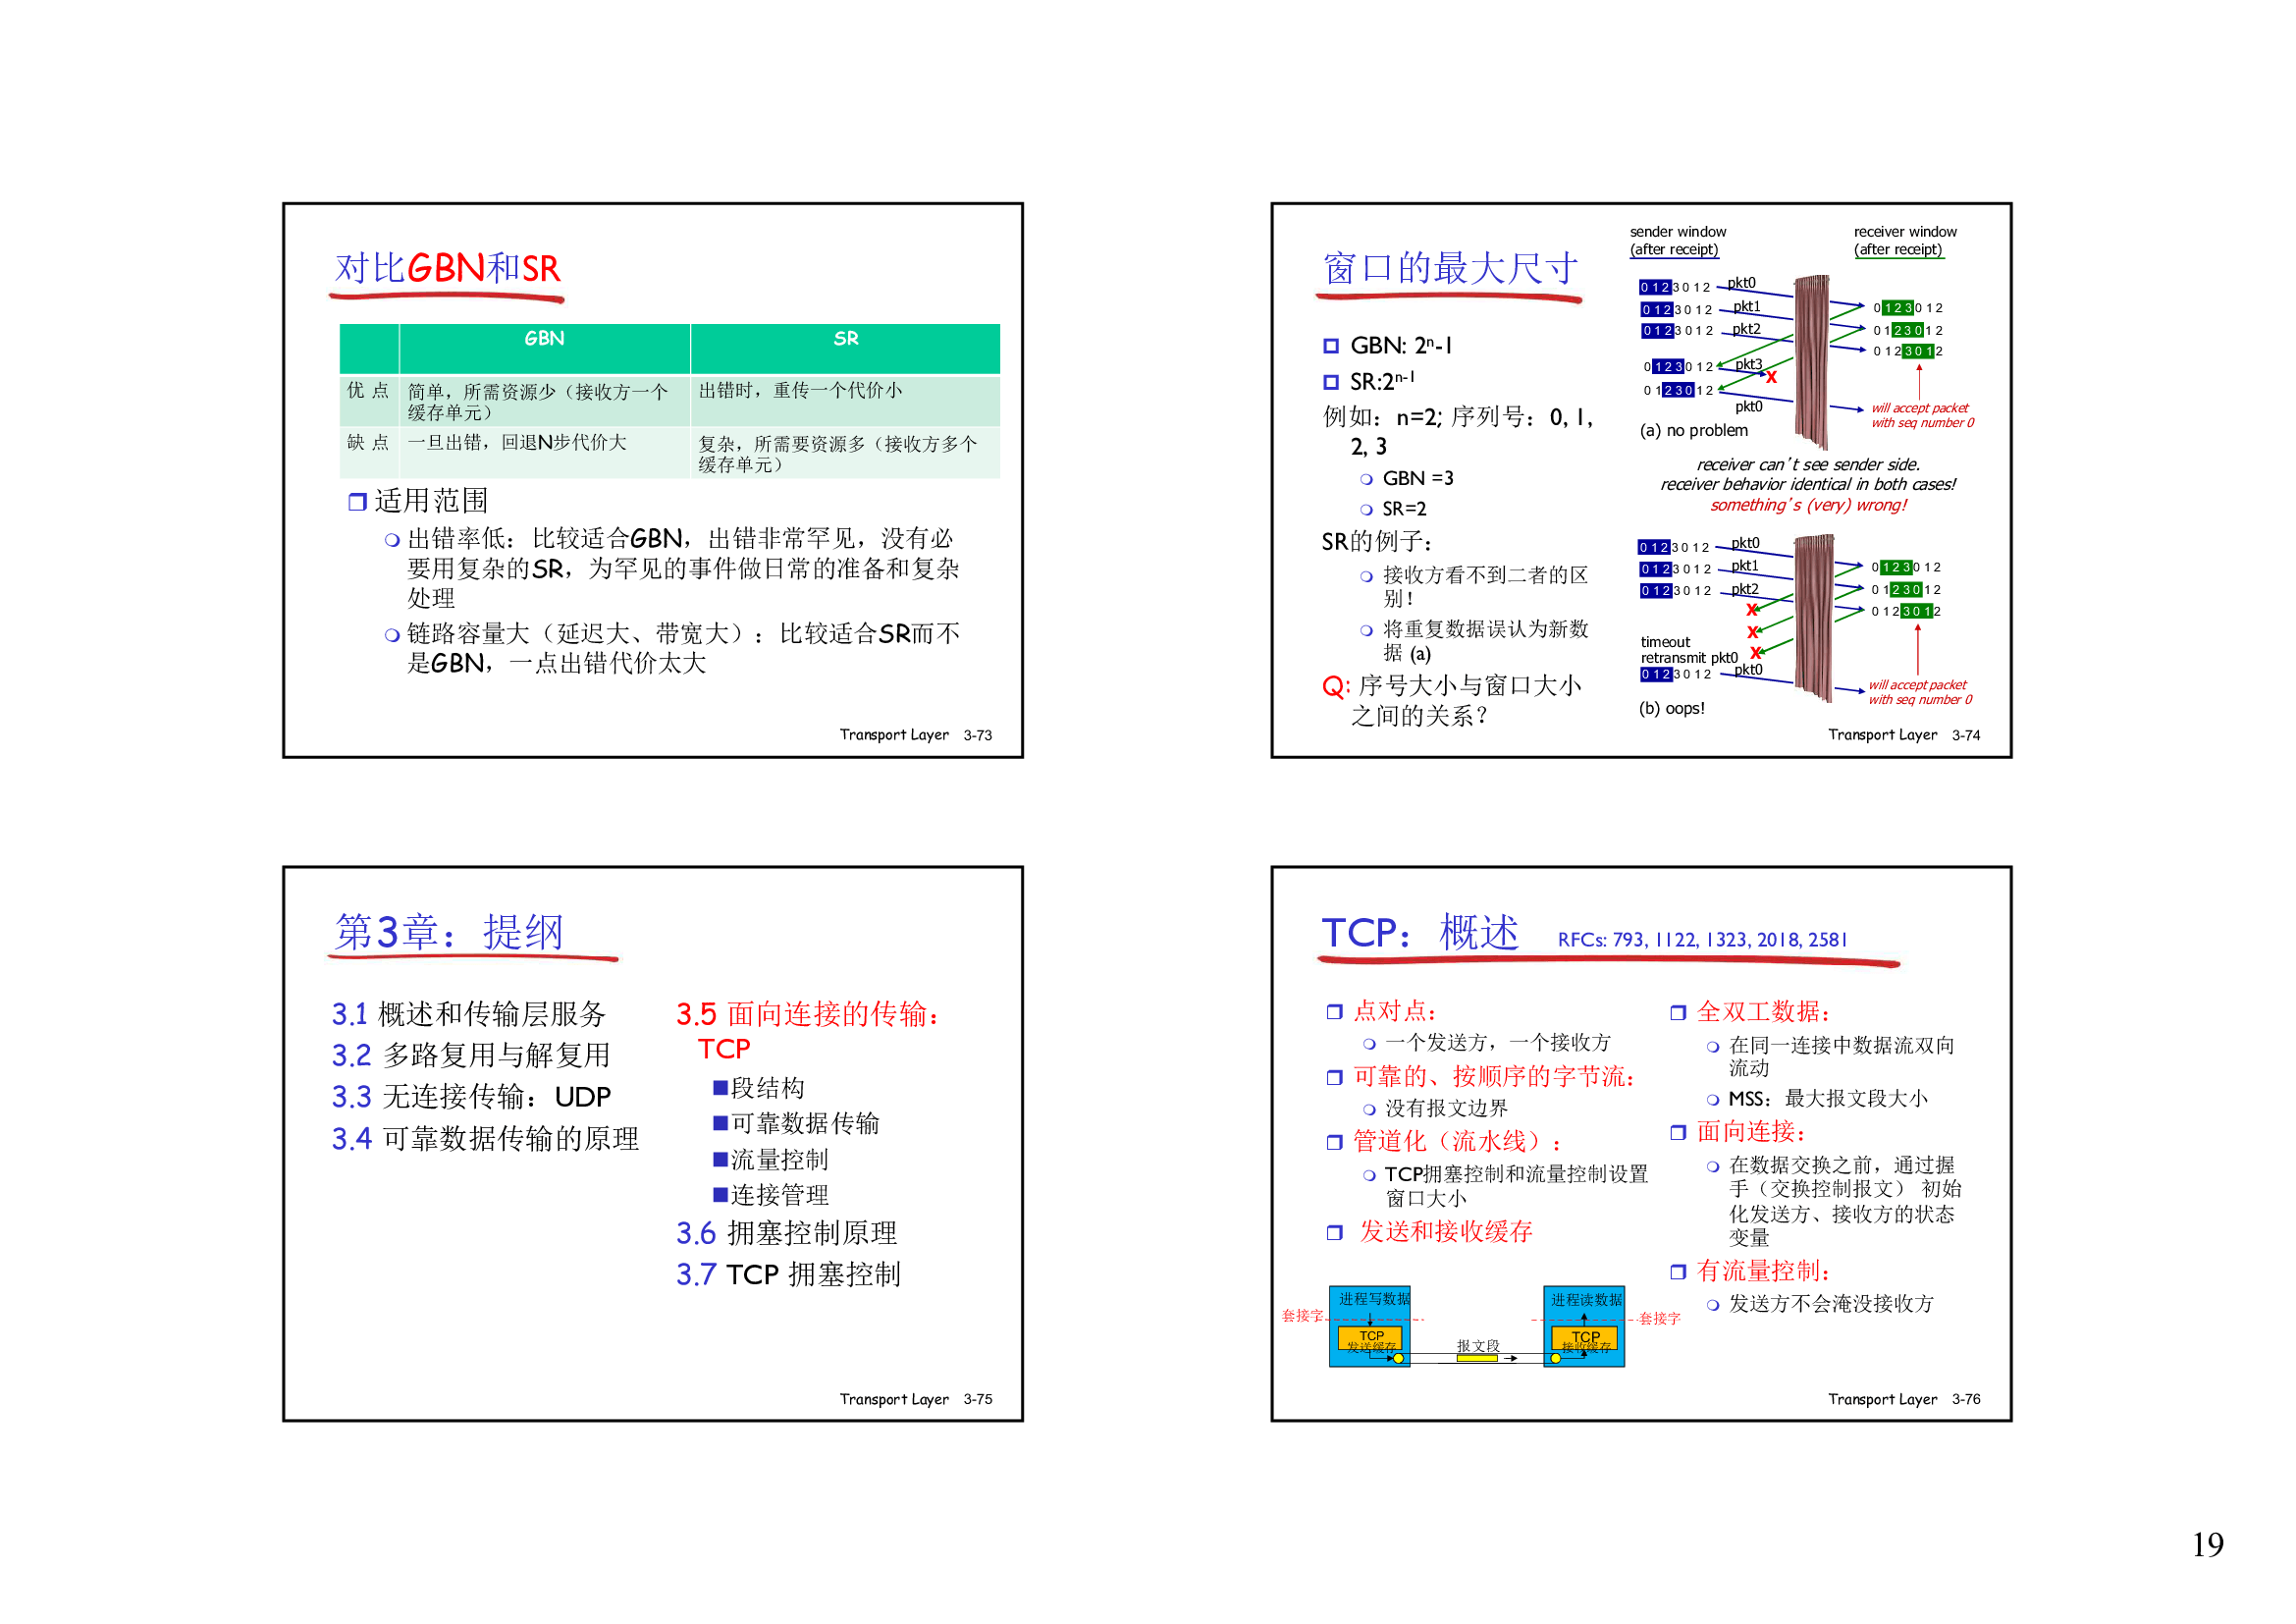 对比GBN和SR
GBN SR
优 点 简单，所需资源少（接收方一个
缓存单元） 出错时，重传一个代价小
缺 点 一旦出错，回退N步代价大 复杂，所需要资源多（接收方多个
缓存单元）
适用范围
出错率低：比较适合GBN，出错非常罕见，没有必
要用复杂的SR，为罕见的事件做日常的准备和复杂
处理
链路容量大（延迟大、带宽大）：比较适合SR而不
是GBN，一点出错代价太大
Transport Layer 3-73
窗口的最大尺寸
GBN: 2ⁿ-1
SR:2ⁿ⁻¹
例如：n=2; 序列号：0, 1,
2, 3
GBN =3
SR=2
SR的例子：
接收方看不到二者的区
别！
将重复数据误认为新数
据 (a)
Q: 序号大小与窗口大小
之间的关系？
sender window
(after receipt)
receiver window
(after receipt)
0 1 2 3 0 1 2 pkt0
0 1 2 3 0 1 2 pkt1
0 1 2 3 0 1 2 pkt2
0 1 2 3 0 1 2 pkt3
X
0 1 2 3 0 1 2
pkt0
0 1 2 3 0 1 2
0 1 2 3 0 1 2
0 1 2 3 0 1 2
will accept packet
with seq number 0
(a) no problem
receiver can’t see sender side.
receiver behavior identical in both cases!
something’s (very) wrong!
0 1 2 3 0 1 2 pkt0
0 1 2 3 0 1 2 pkt1
0 1 2 3 0 1 2 pkt2
X
X
X
timeout
retransmit pkt0
0 1 2 3 0 1 2 pkt0
0 1 2 3 0 1 2
0 1 2 3 0 1 2
0 1 2 3 0 1 2
will accept packet
with seq number 0
(b) oops!
Transport Layer 3-74
第3章：提纲
3.1 概述和传输层服务
3.2 多路复用与解复用
3.3 无连接传输：UDP
3.4 可靠数据传输的原理
3.5 面向连接的传输：
TCP
段结构
可靠数据传输
流量控制
连接管理
3.6 拥塞控制原理
3.7 TCP 拥塞控制
Transport Layer 3-75
TCP：概述 RFCs: 793, 1122, 1323, 2018, 2581
点对点：
一个发送方，一个接收方
可靠的、按顺序的字节流：
没有报文边界
管道化（流水线）：
TCP拥塞控制和流量控制设置
窗口大小
发送和接收缓存
全双工数据：
在同一连接中数据流双向
流动
MSS：最大报文段大小
面向连接：
在数据交换之前，通过握
手（交换控制报文） 初始
化发送方、接收方的状态
变量
有流量控制：
发送方不会淹没接收方
套接字
进程写数据
TCP
发送缓存
报文段
进程读数据
TCP
接收缓存
套接字
Transport Layer 3-76
19